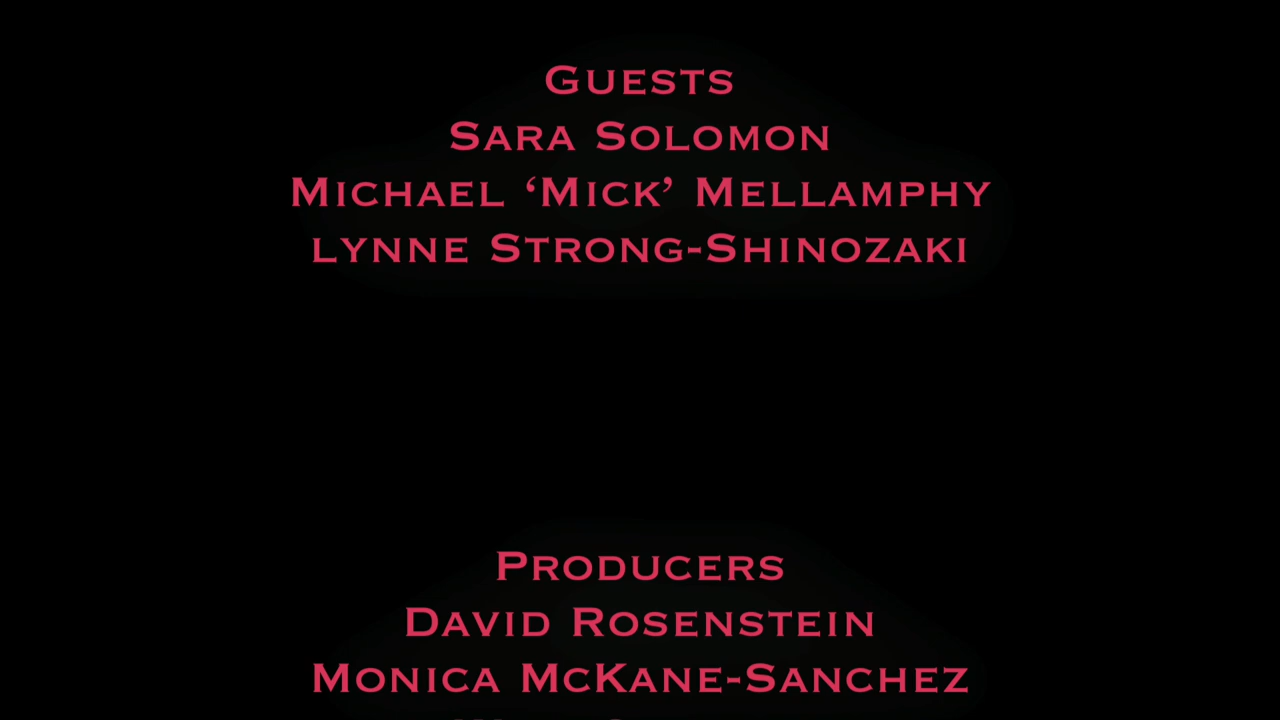 Guests
Sara Solomon
Michael ‘Mick’ Mellamphy
lynne Strong-Shinozaki
Producers
David Rosenstein
Monica McKane-Sanchez